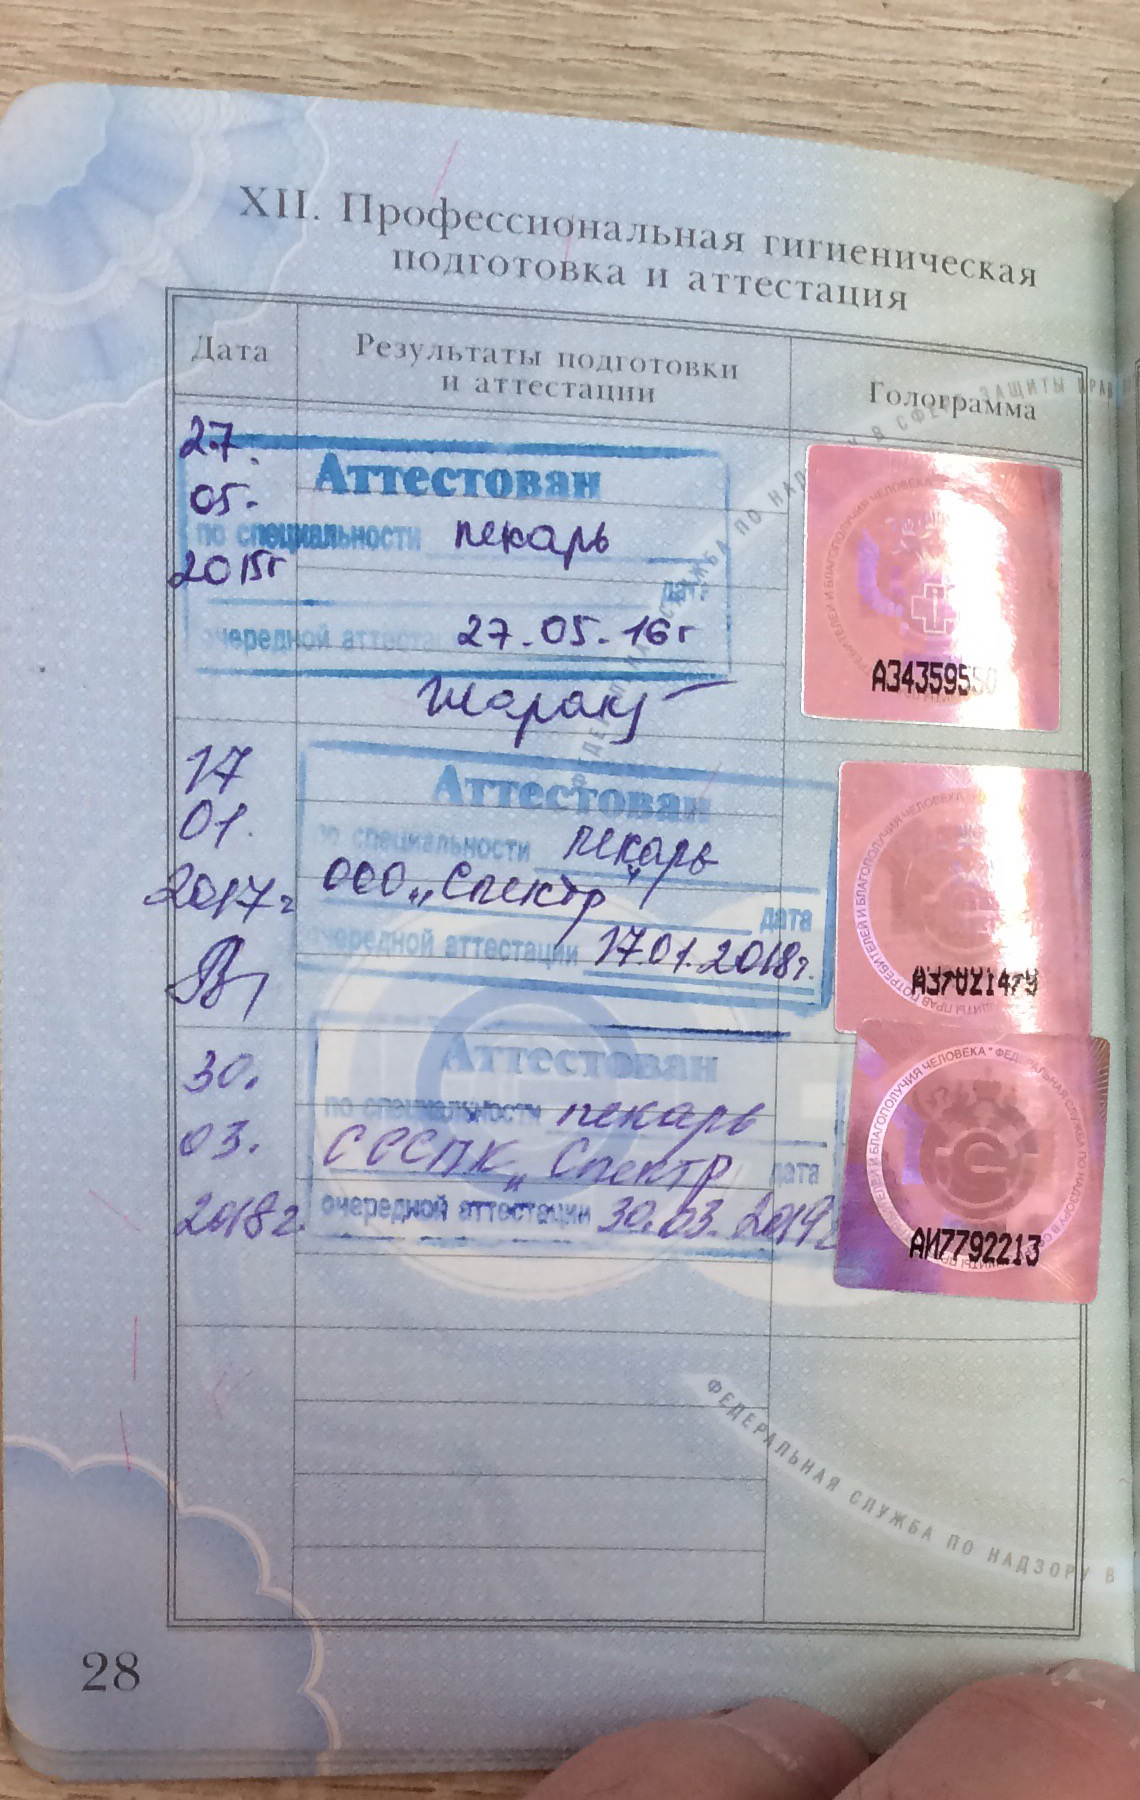 XII. Профессиональная гигиеническая
подготовка и аттестация
Дата
Результаты подготовки
и аттестации
Голограмма
27.
05.
2015г
Аттестован
по специальности пекарь
дата
очередной аттестации 27.05.16г
А3435955
17
01.
2017г
Аттестован
по специальности пекарь
ООО "Спектр"
дата
очередной аттестации 17.01.2018г.
А37021479
30.
03.
2018г.
Аттестован
по специальности пекарь
СССПК "Спектр
дата
очередной аттестации 30.03.2019г
АИ7792213
ФЕДЕРАЛЬНАЯ СЛУЖБА ПО НАДЗОРУ В
28